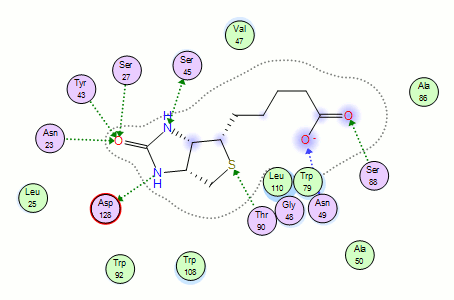 Val
47
Ser
45
Ser
27
Tyr
43
Ala
86
H
N
O
O
Asn
23
O-
S
N
H
Leu
110
Trp
79
Ser
88
Leu
25
Asp
128
Thr
90
Gly
48
Asn
49
Ala
50
Trp
92
Trp
108